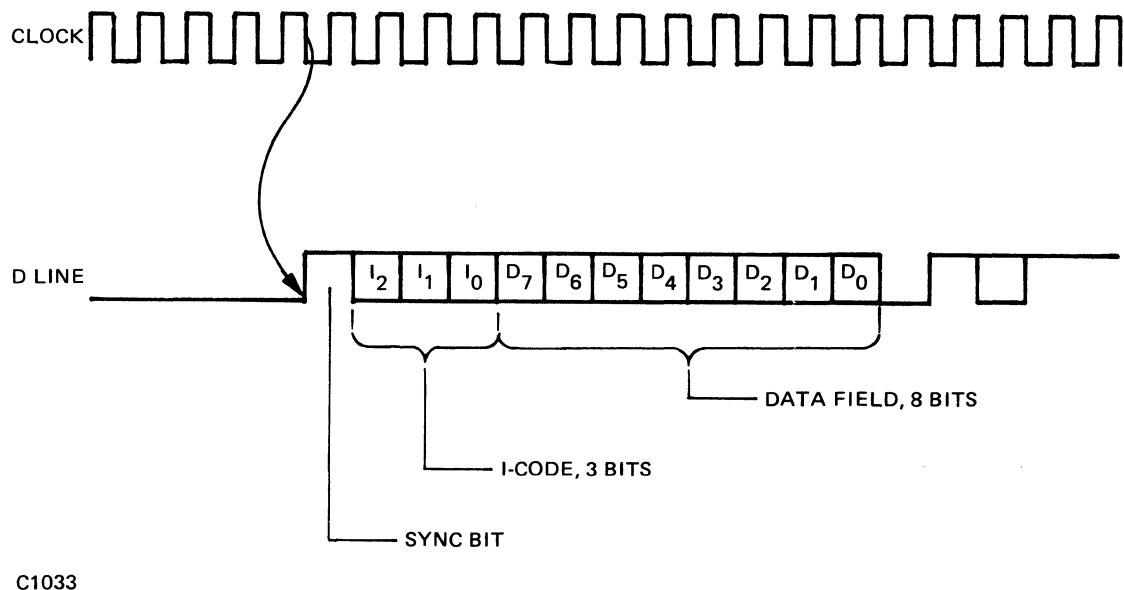 CLOCK
D LINE
I2 I1 I0 D7 D6 D5 D4 D3 D2 D1 D0
DATA FIELD, 8 BITS
I-CODE, 3 BITS
SYNC BIT
C1033